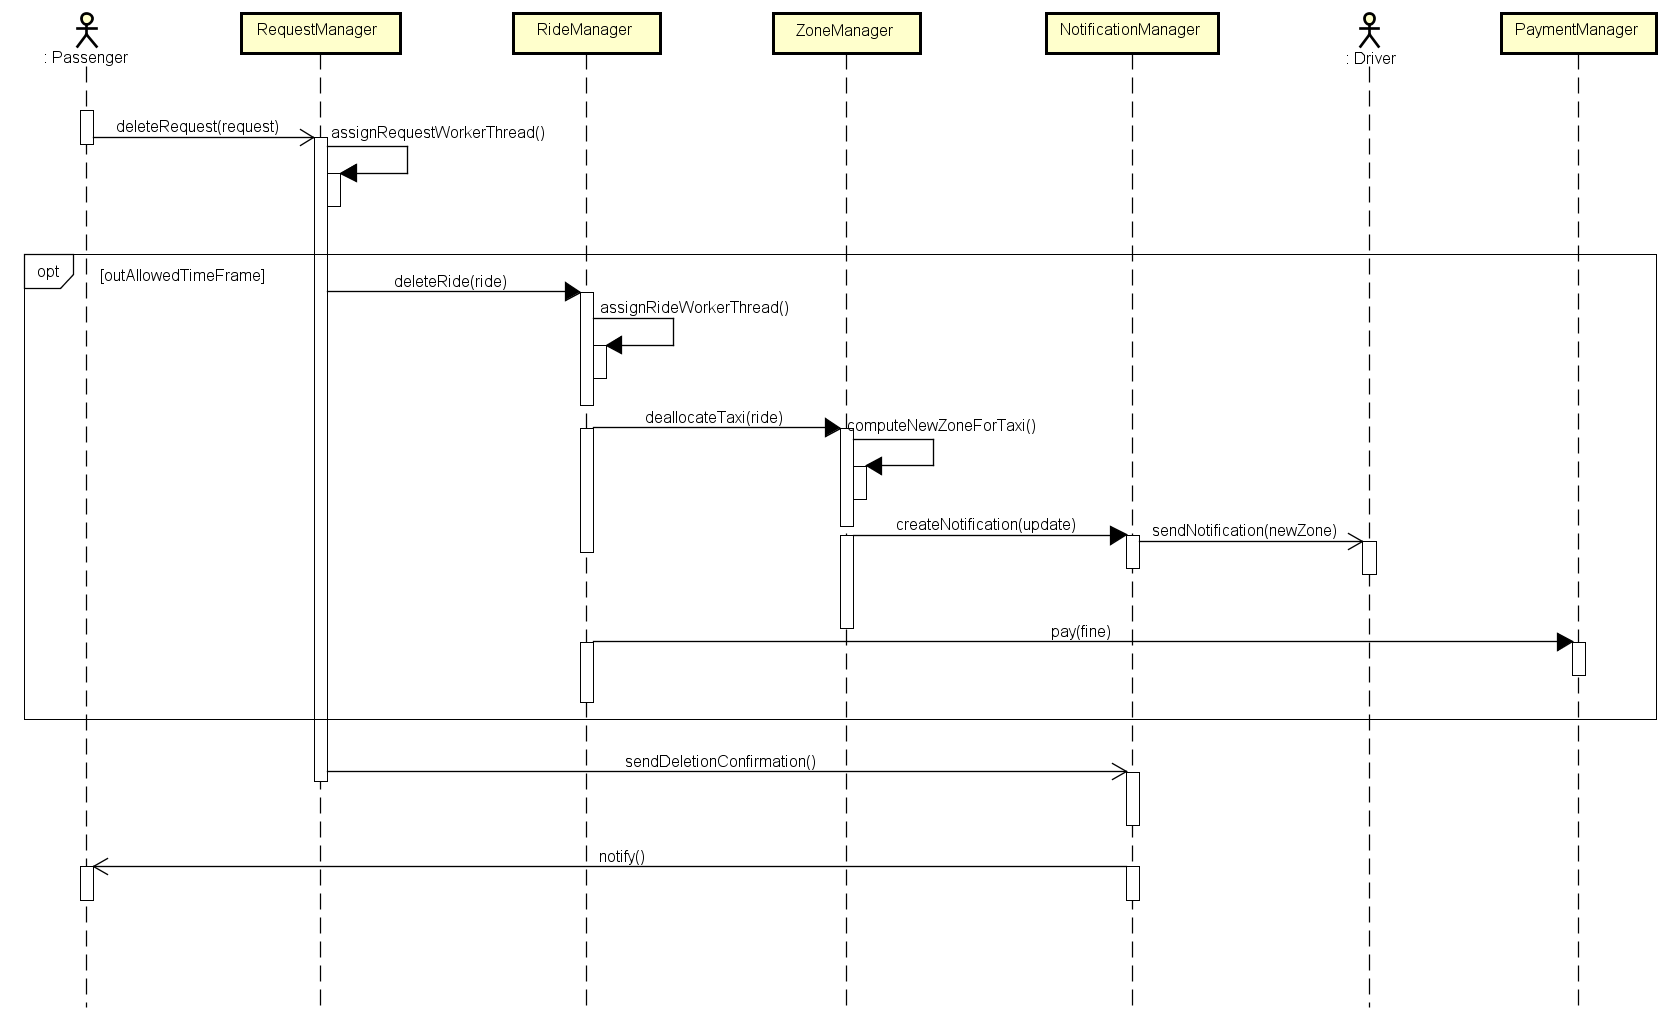 : Passenger
RequestManager
RideManager
ZoneManager
NotificationManager
: Driver
PaymentManager
deleteRequest(request)
assignRequestWorkerThread()
opt
[outAllowedTimeFrame]
deleteRide(ride)
assignRideWorkerThread()
deallocateTaxi(ride)
computeNewZoneForTaxi()
createNotification(update)
sendNotification(newZone)
pay(fine)
sendDeletionConfirmation()
notify()